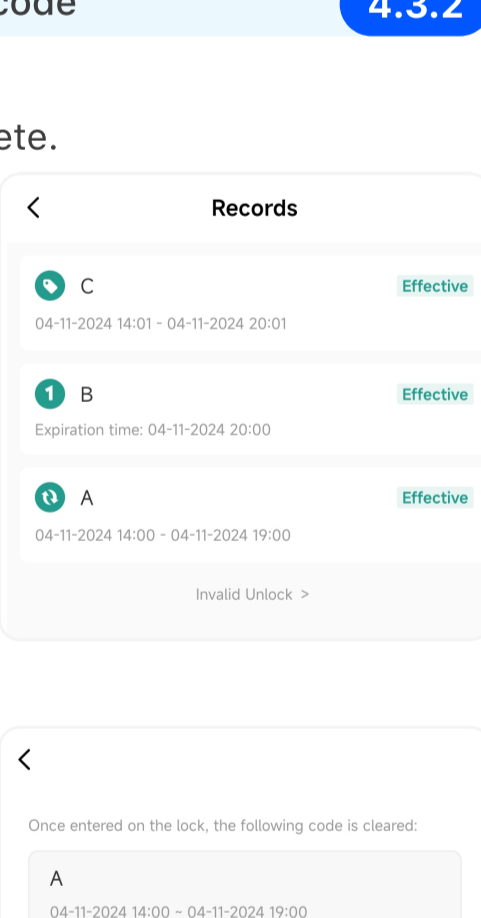 code
4.3.2
ete.
Records
C
Effective
04-11-2024 14:01 - 04-11-2024 20:01
1
B
Effective
Expiration time: 04-11-2024 20:00
A
Effective
04-11-2024 14:00 - 04-11-2024 19:00
Invalid Unlock >
Once entered on the lock, the following code is cleared:
A
04-11-2024 14:00 ~ 04-11-2024 19:00